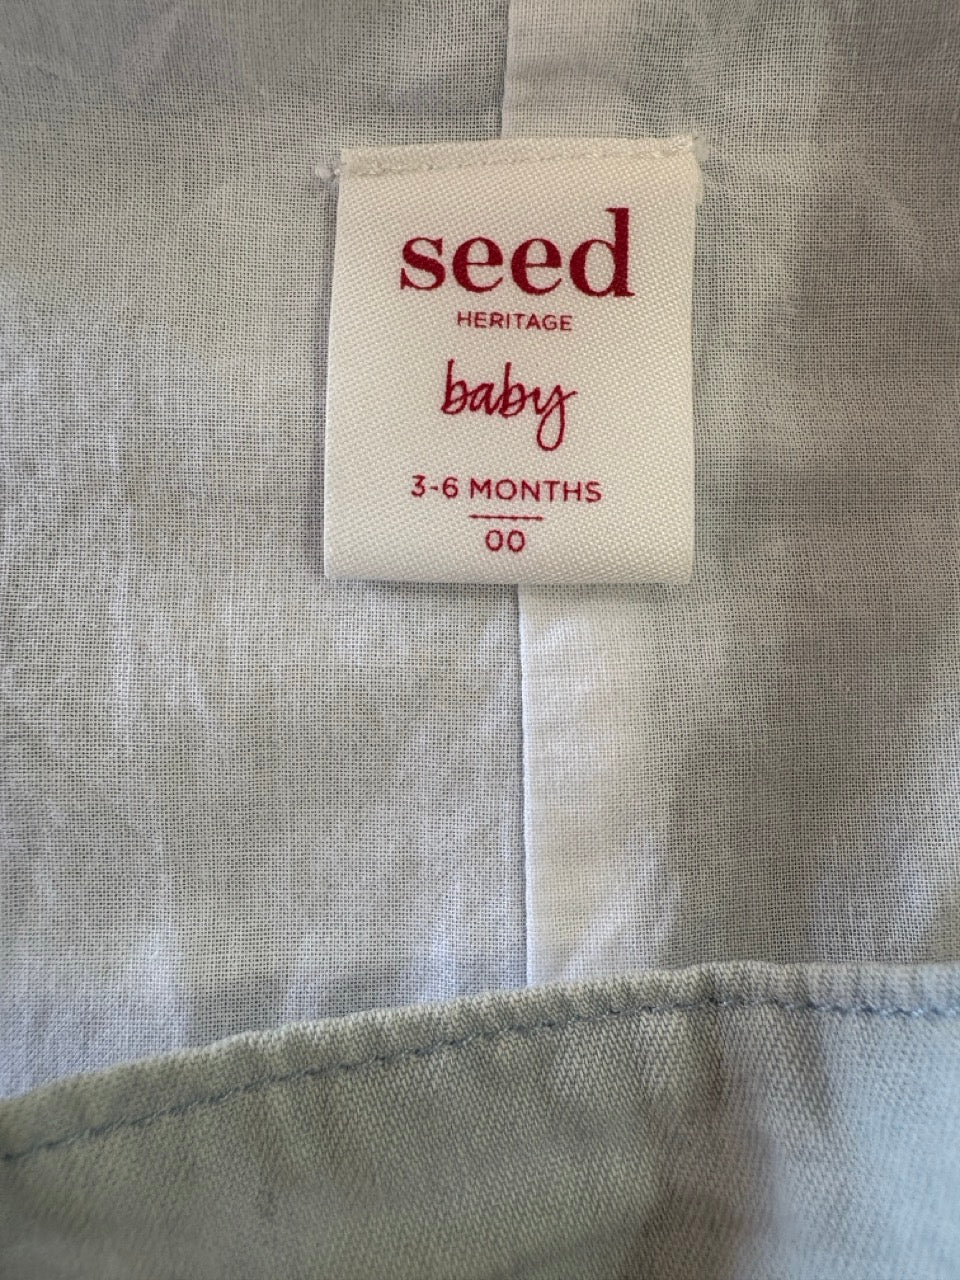 seed
HERITAGE
baby
3-6 MONTHS
00